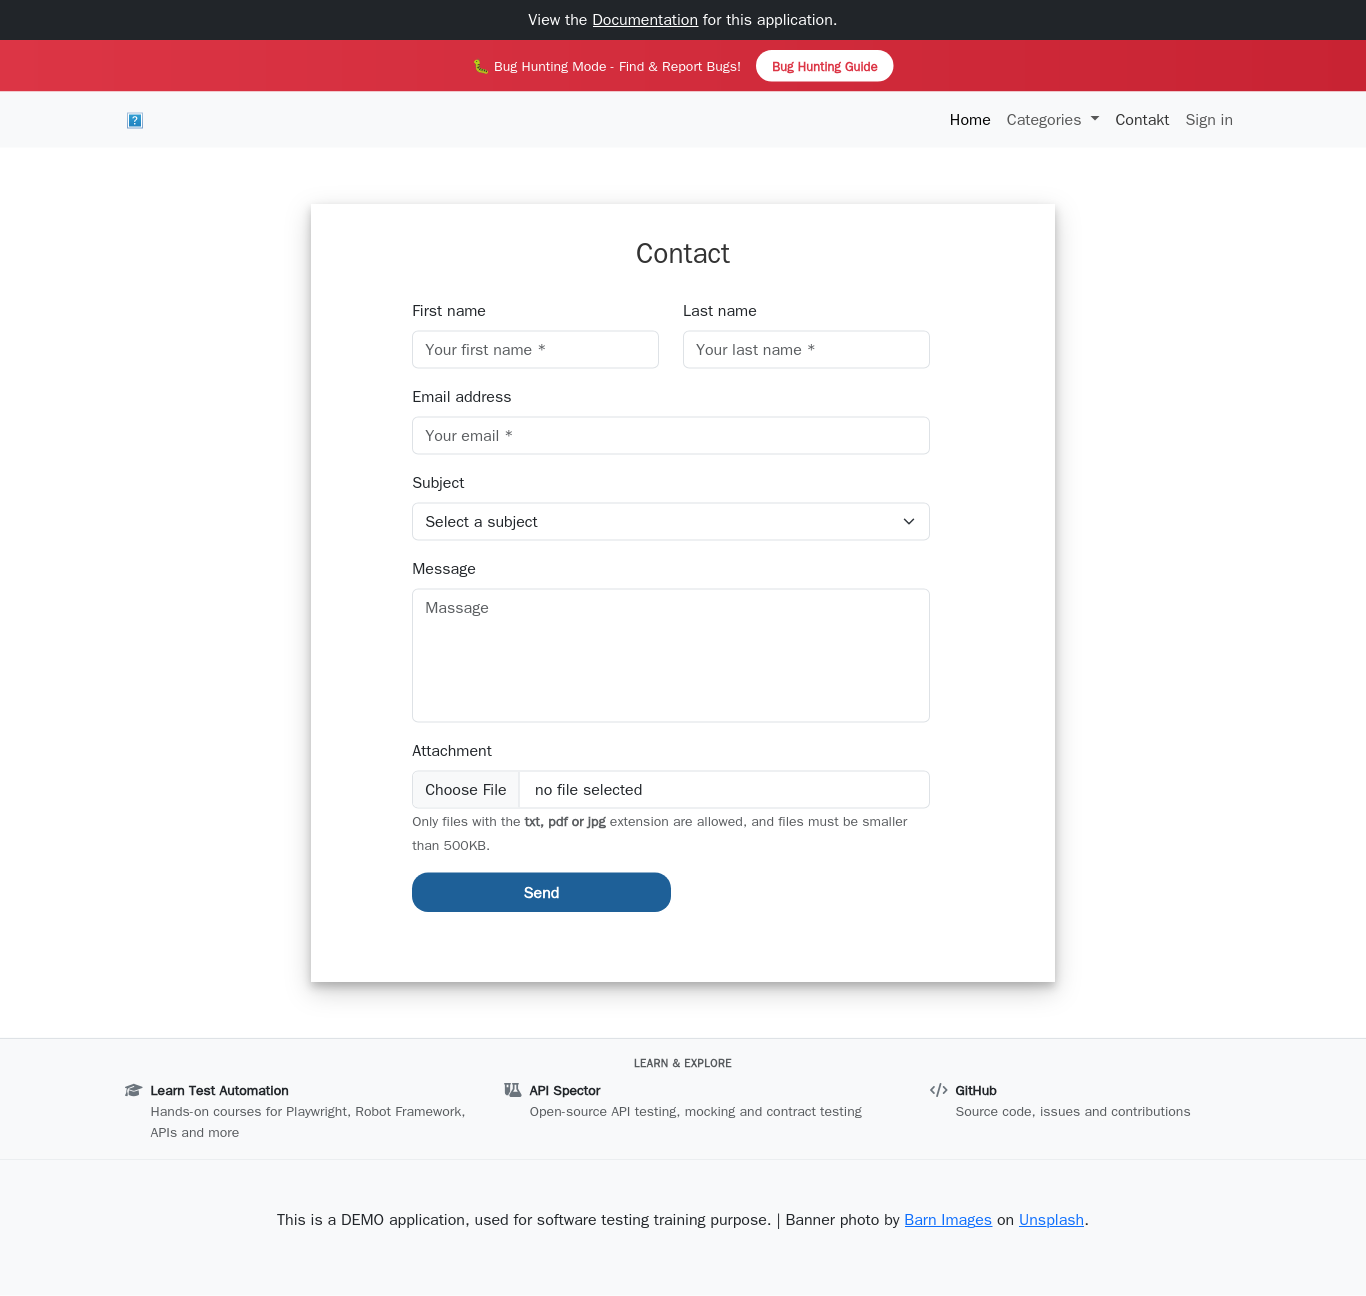 View the Documentation for this application.
Bug Hunting Mode - Find & Report Bugs! Bug Hunting Guide
Home Categories Contakt Sign in
Contact
First name Last name
Your first name * Your last name *
Email address
Your email *
Subject
Select a subject
Message
Massage
Attachment
Choose File no file selected
Only files with the txt, pdf or jpg extension are allowed, and files must be smaller
than 500KB.
Send
LEARN & EXPLORE
Learn Test Automation
Hands-on courses for Playwright, Robot Framework,
APIs and more
API Spector
Open-source API testing, mocking and contract testing
GitHub
Source code, issues and contributions
This is a DEMO application, used for software testing training purpose. | Banner photo by Barn Images on Unsplash.